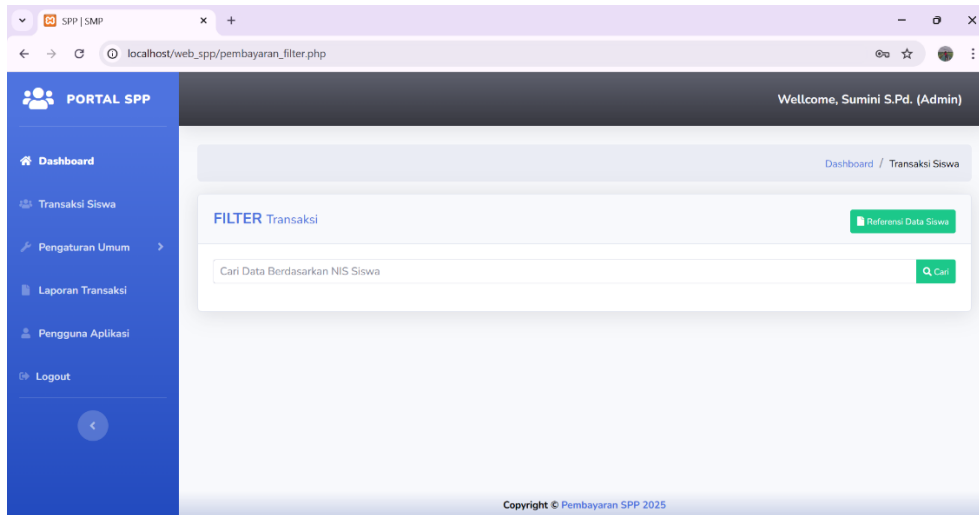 SPP | SMP
localhost/web_spp/pembayaran_filter.php
PORTAL SPP
Wellcome, Sumini S.Pd. (Admin)
Dashboard
Dashboard / Transaksi Siswa
Transaksi Siswa
FILTER Transaksi
Referensi Data Siswa
Pengaturan Umum
Cari Data Berdasarkan NIS Siswa
Cari
Laporan Transaksi
Pengguna Aplikasi
Logout
Copyright © Pembayaran SPP 2025